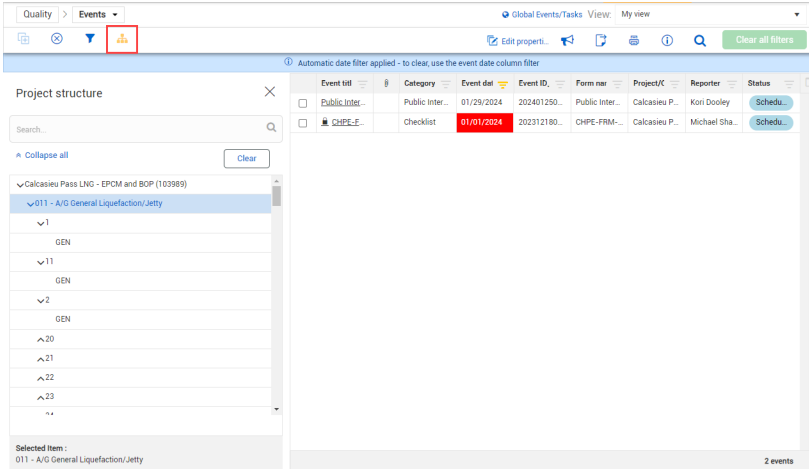 Quality > Events
Global Events/Tasks View: My view
Edit properti... Clear all filters
Automatic date filter applied - to clear, use the event date column filter
Project structure
Search...
Collapse all Clear
Calcasieu Pass LNG - EPCM and BOP (103989)
011 - A/G General Liquefaction/Jetty
1
GEN
11
GEN
2
GEN
20
21
22
23
Selected Item :
011 - A/G General Liquefaction/Jetty
Event titl Category Event dat Event ID, Form nar Project/( Reporter Status
Public Inter... Public Inter... 01/29/2024 202401250... Public Inter... Calcasieu P... Kori Dooley Schedu...
CHPE-F... Checklist 01/01/2024 202312180... CHPE-FRM-... Calcasieu P... Michael Sha... Schedu...
2 events